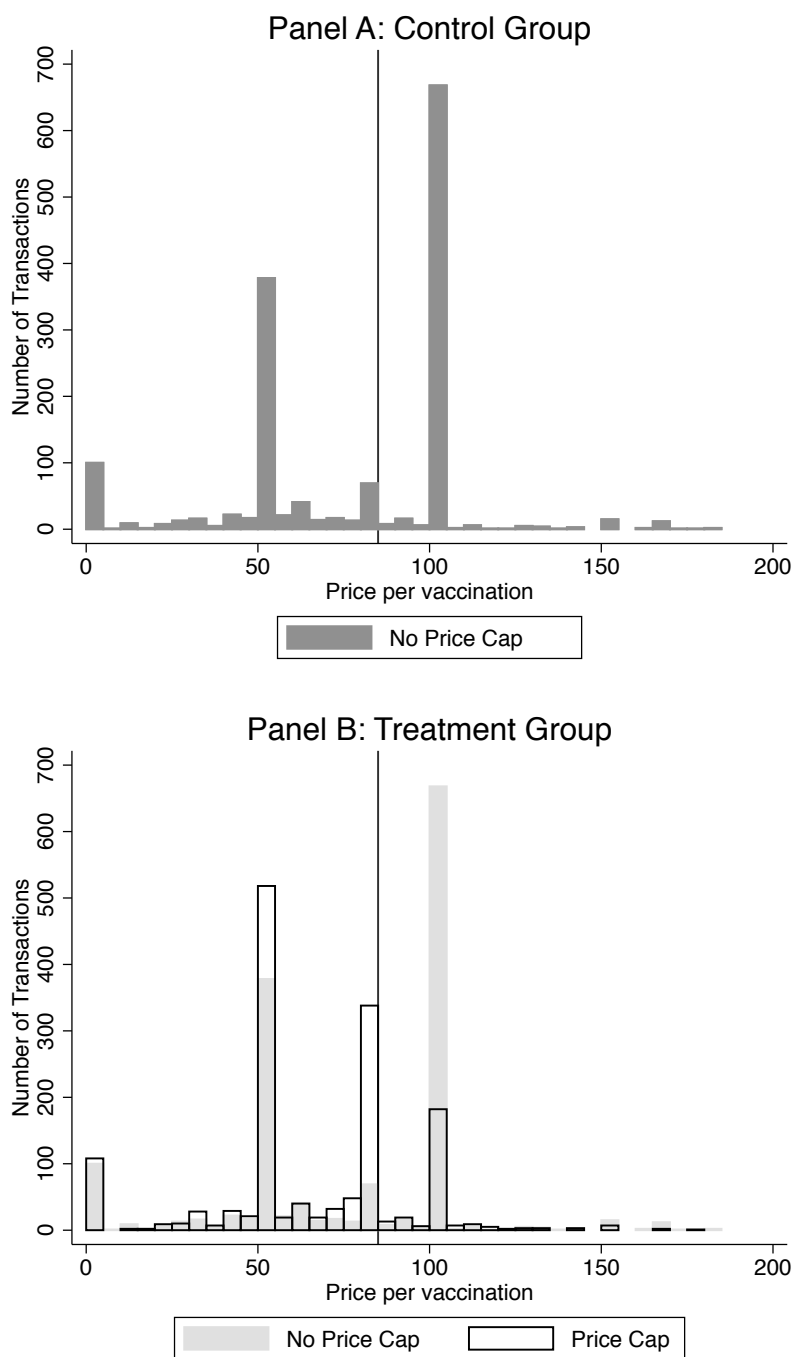 Panel A: Control Group
Number of Transactions
700
600
500
400
300
200
100
0
0 50 100 150 200
Price per vaccination
No Price Cap
Panel B: Treatment Group
Number of Transactions
700
600
500
400
300
200
100
0
0 50 100 150 200
Price per vaccination
No Price Cap Price Cap